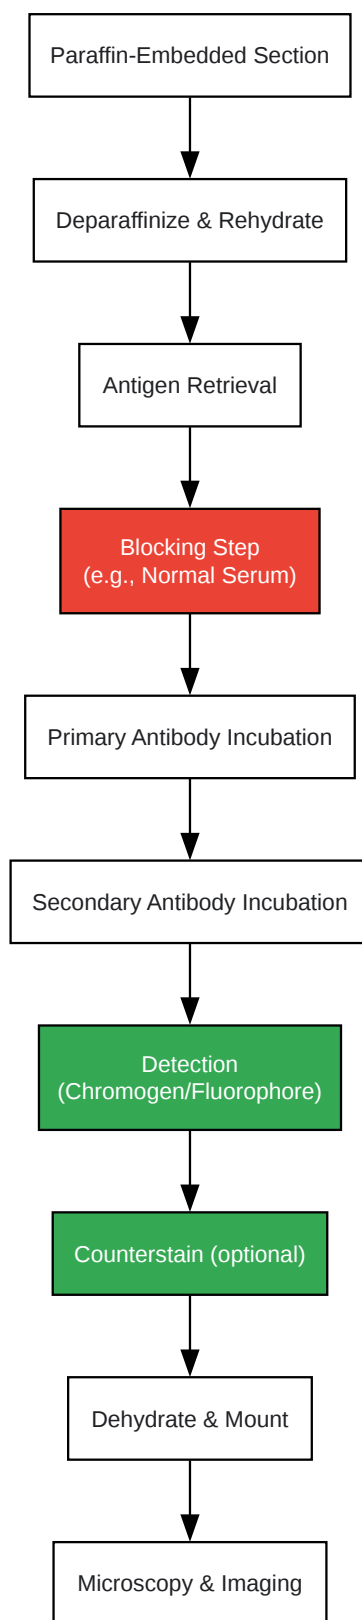 Paraffin-Embedded Section
Deparaffinize & Rehydrate
Antigen Retrieval
Blocking Step
(e.g., Normal Serum)
Primary Antibody Incubation
Secondary Antibody Incubation
Detection
(Chromogen/Fluorophore)
Counterstain (optional)
Dehydrate & Mount
Microscopy & Imaging